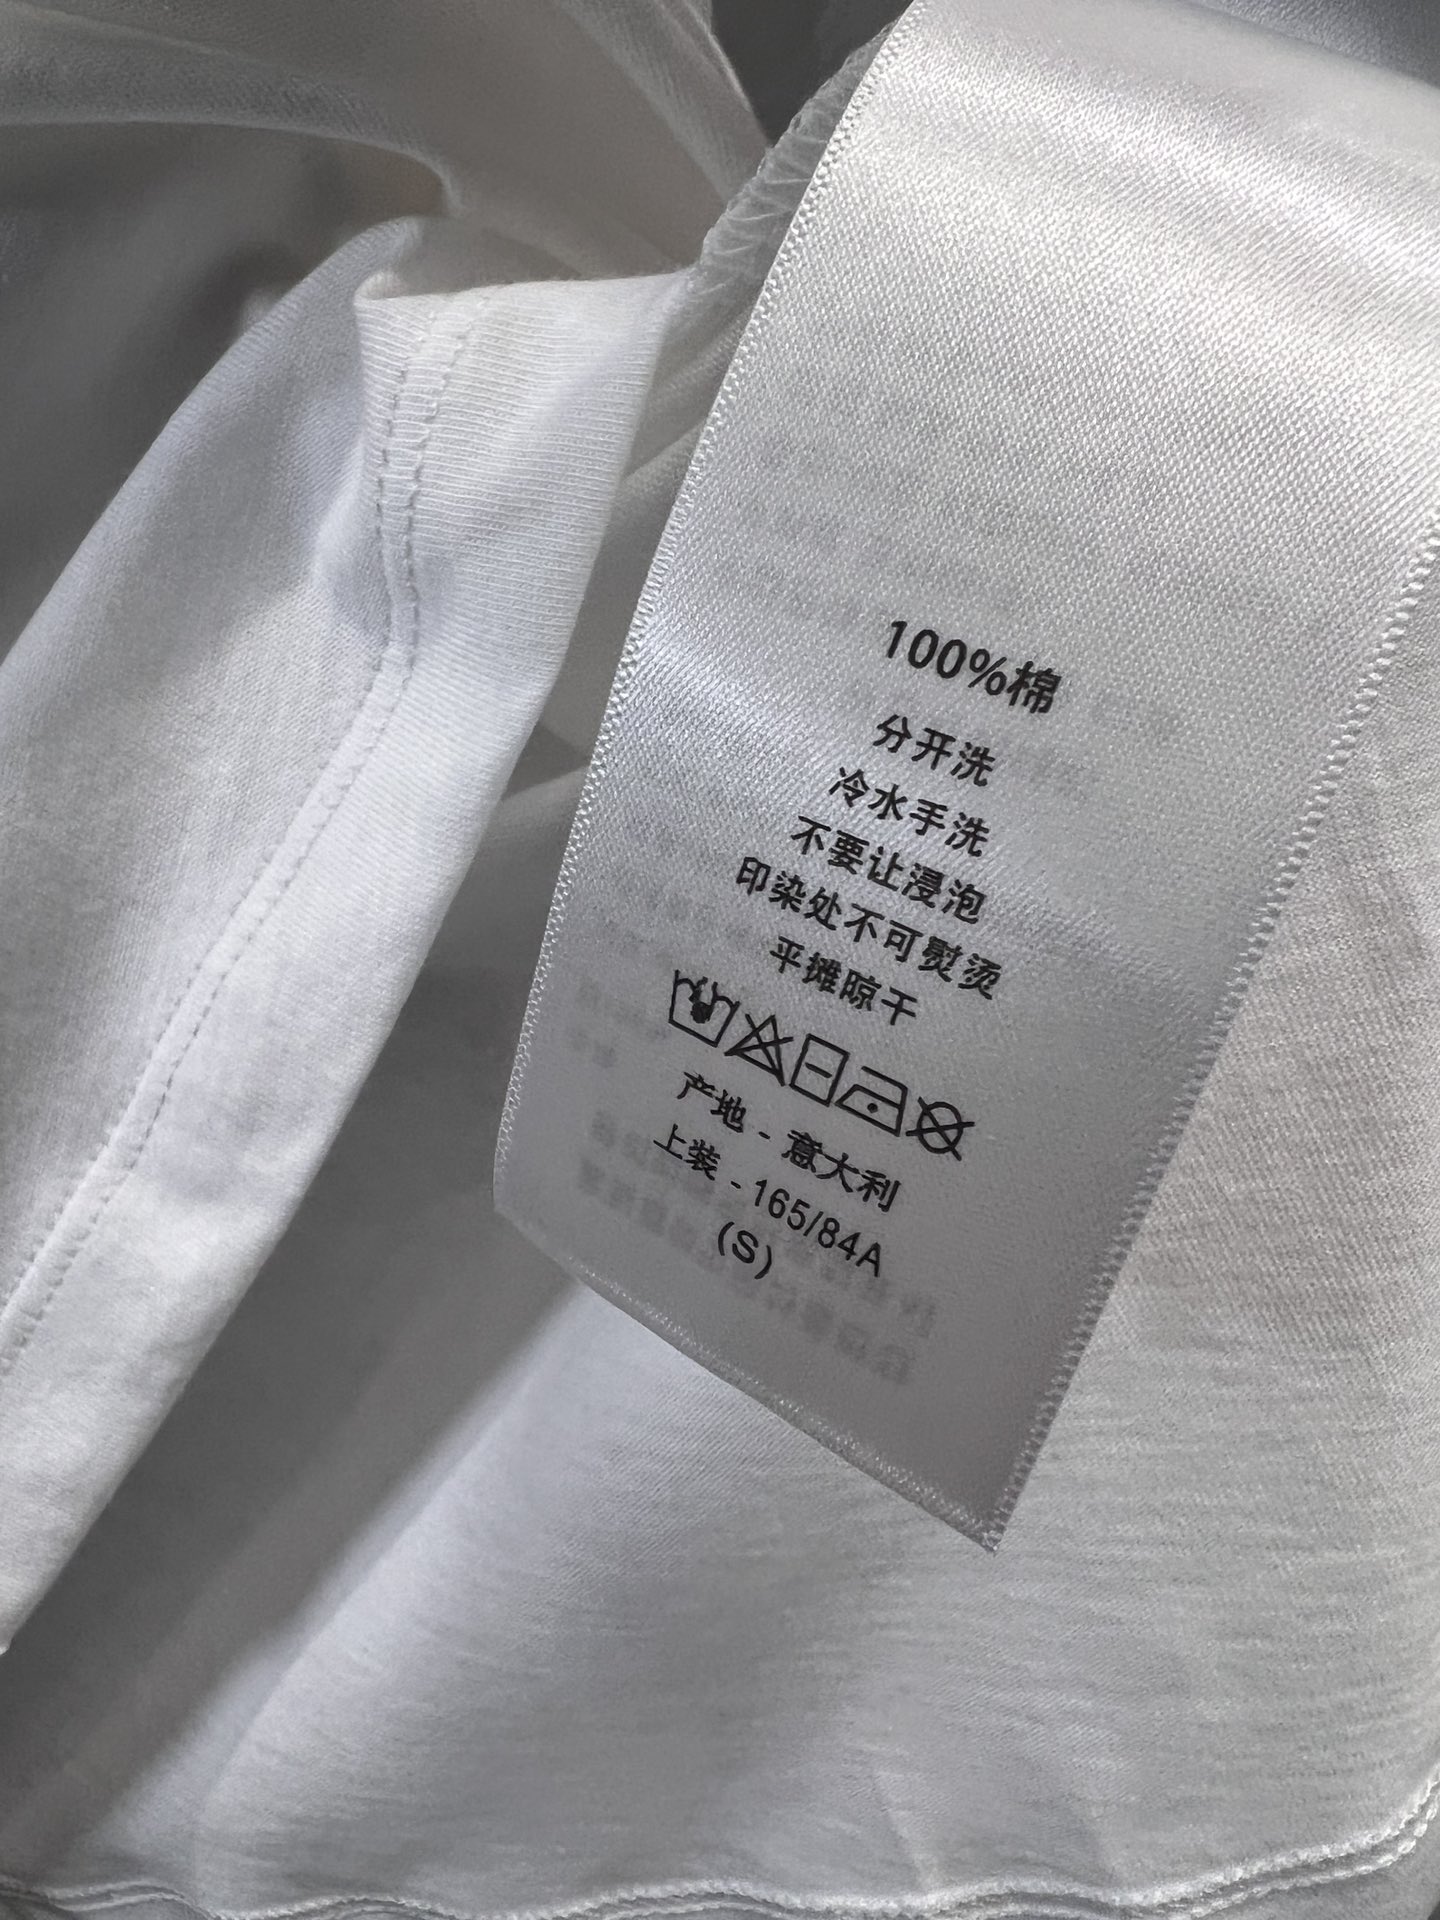 100%棉
分开洗
冷水手洗
不要让浸泡
印染处不可熨烫
平摊晾干
产地 - 意大利
上装 - 165/84A
(S)